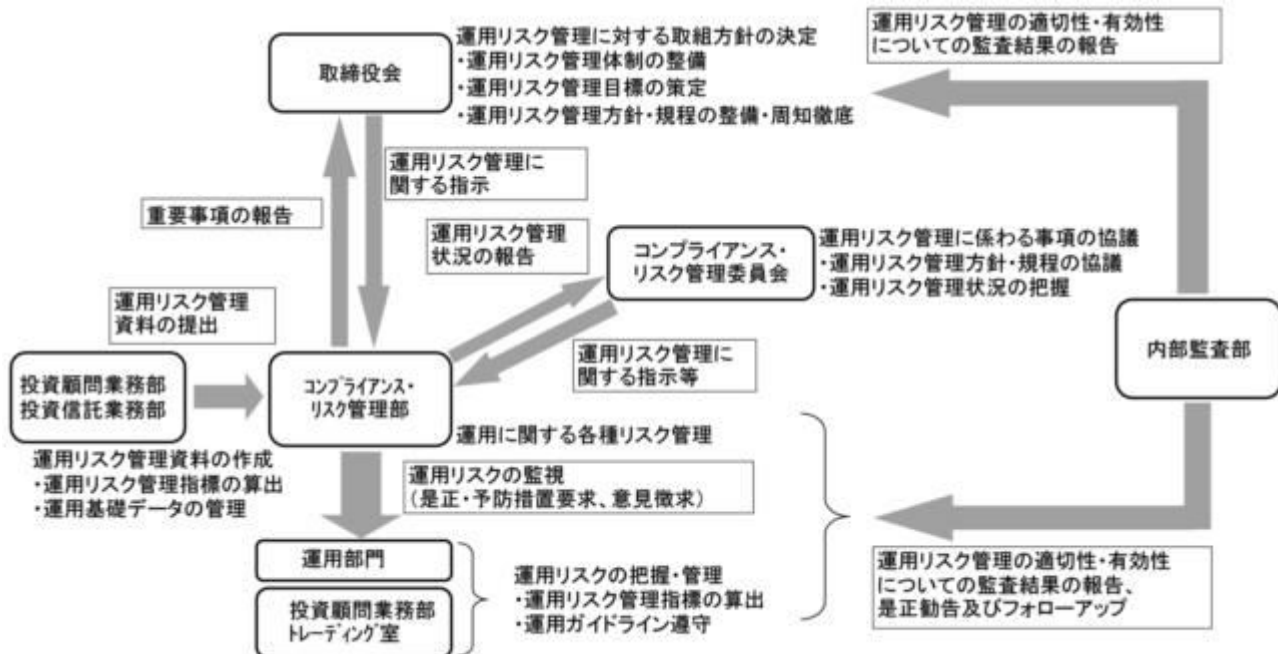 運用リスク管理に対する取組方針の決定
・運用リスク管理体制の整備
・運用リスク管理目標の策定
・運用リスク管理方針・規程の整備・周知徹底
取締役会
運用リスク管理の適切性・有効性
についての監査結果の報告
運用リスク管理に
関する指示
重要事項の報告
運用リスク管理
状況の報告
コンプライアンス・
リスク管理委員会
運用リスク管理に係わる事項の協議
・運用リスク管理方針・規程の協議
・運用リスク管理状況の把握
運用リスク管理
資料の提出
内部監査部
運用リスク管理に
関する指示等
投資顧問業務部
投資信託業務部
コンプライアンス・
リスク管理部
運用に関する各種リスク管理
運用リスク管理資料の作成
・運用リスク管理指標の算出
・運用基礎データの管理
運用リスクの監視
（是正・予防措置要求、意見徴求）
運用部門
投資顧問業務部
トレーディング室
運用リスクの把握・管理
・運用リスク管理指標の算出
・運用ガイドライン遵守
運用リスク管理の適切性・有効性
についての監査結果の報告、
是正勧告及びフォローアップ